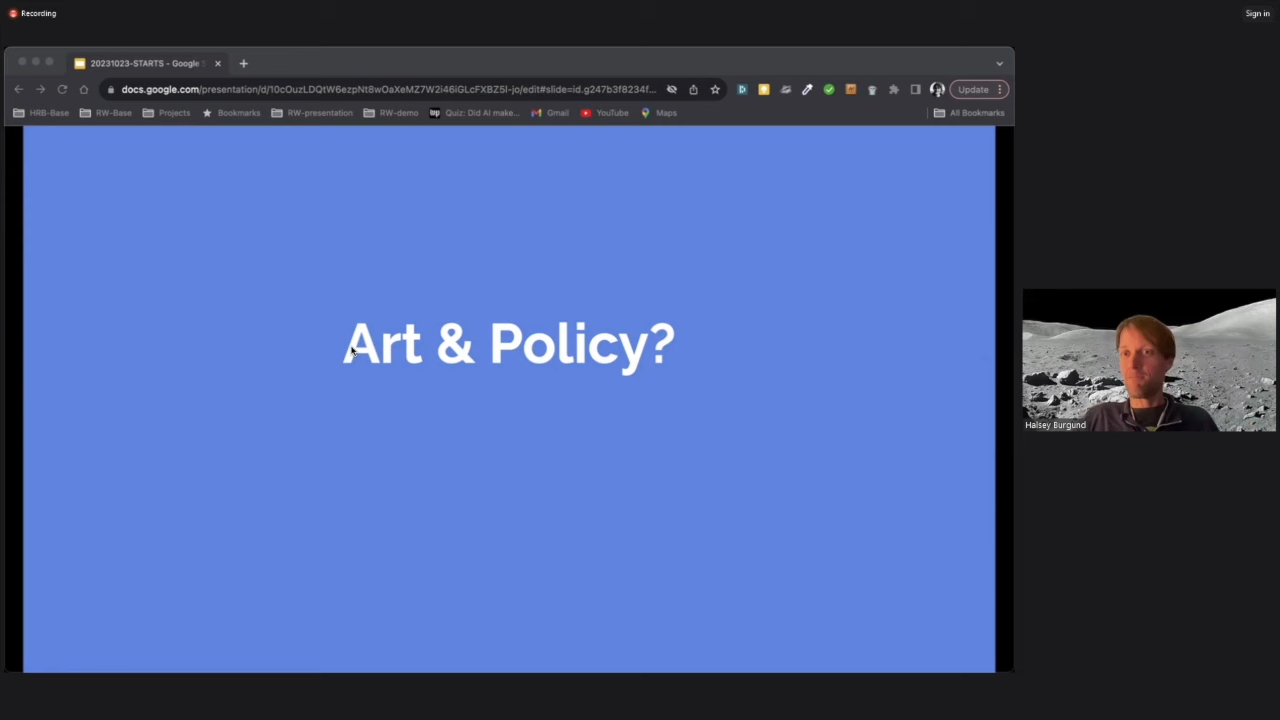 Recording
Sign in
20231023-STARTS - Google S
docs.google.com/presentation/d/10cOuzLDQtW6ezpNt8wOaXeMZ7W2i46iGLcFXBZ5l-jo/edit#slide=id.g247b3f8234f...
Update
HRB-Base RW-Base Projects Bookmarks RW-presentation RW-demo Quiz: Did AI make... Gmail YouTube Maps All Bookmarks
Art & Policy?
Halsey Burgund